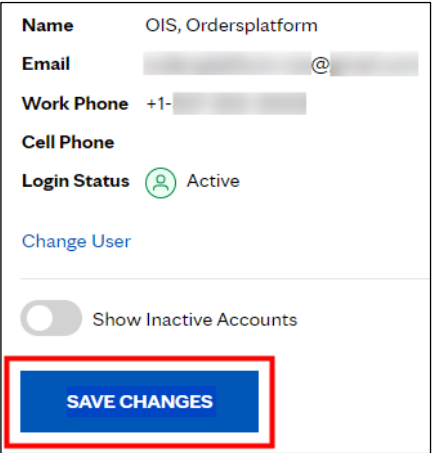 Name OIS, Ordersplatform
Email @
Work Phone +1-
Cell Phone
Login Status Active
Change User
Show Inactive Accounts
SAVE CHANGES